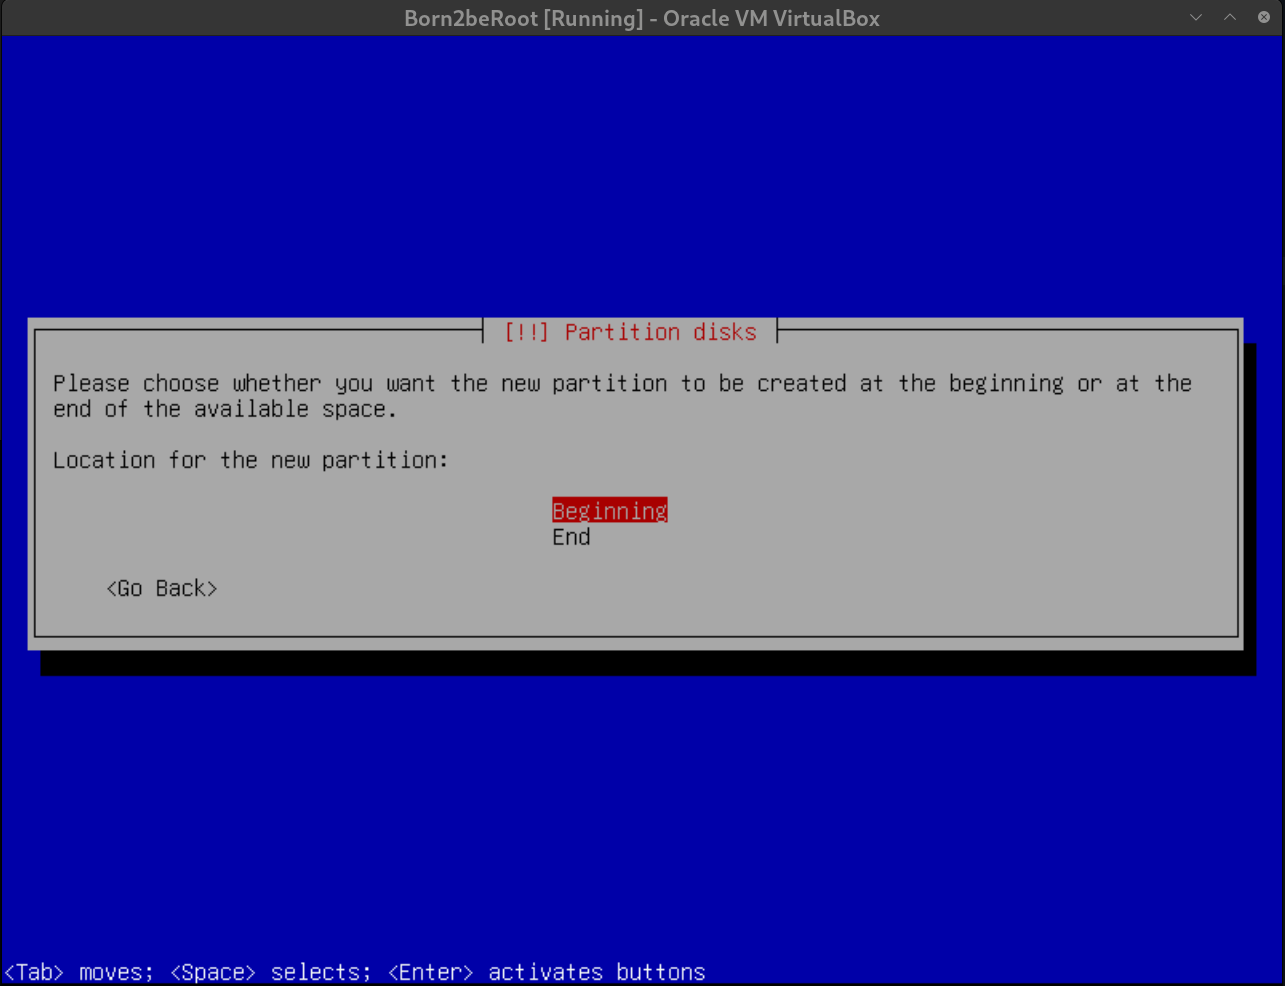 Born2beRoot [Running] - Oracle VM VirtualBox
[!!] Partition disks
Please choose whether you want the new partition to be created at the beginning or at the
end of the available space.
Location for the new partition:
Beginning
End
<Go Back>
<Tab> moves; <Space> selects; <Enter> activates buttons